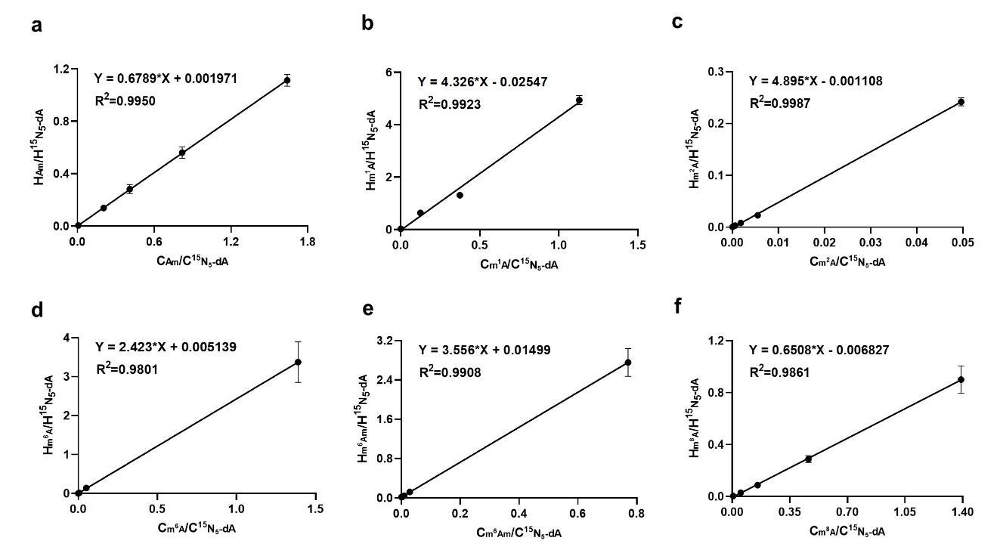 a
Y = 0.6789*X + 0.001971
R²=0.9950
HAm/H¹⁵N₅-dA
1.2
0.8
0.4
0.0
0.0 0.6 1.2 1.8
CAm/C¹⁵N₅-dA
b
Y = 4.326*X - 0.02547
R²=0.9923
Hm¹A/H¹⁵N₅-dA
6
4
2
0
0.0 0.5 1.0 1.5
Cm¹A/C¹⁵N₅-dA
c
Y = 4.895*X - 0.001108
R²=0.9987
Hm²A/H¹⁵N₅-dA
0.3
0.2
0.1
0.0
0.00 0.01 0.02 0.03 0.04 0.05
Cm²A/C¹⁵N₅-dA
d
Y = 2.423*X + 0.005139
R²=0.9801
Hm⁶A/H¹⁵N₅-dA
4
3
2
1
0
0.0 0.5 1.0 1.5
Cm⁶A/C¹⁵N₅-dA
e
Y = 3.556*X + 0.01499
R²=0.9908
Hm⁶Am/H¹⁵N₅-dA
3.2
2.4
1.6
0.8
0.0
0.0 0.2 0.4 0.6 0.8
Cm⁶Am/C¹⁵N₅-dA
f
Y = 0.6508*X - 0.006827
R²=0.9861
Hm⁸A/H¹⁵N₅-dA
1.2
0.8
0.4
0.0
0.00 0.35 0.70 1.05 1.40
Cm⁸A/C¹⁵N₅-dA